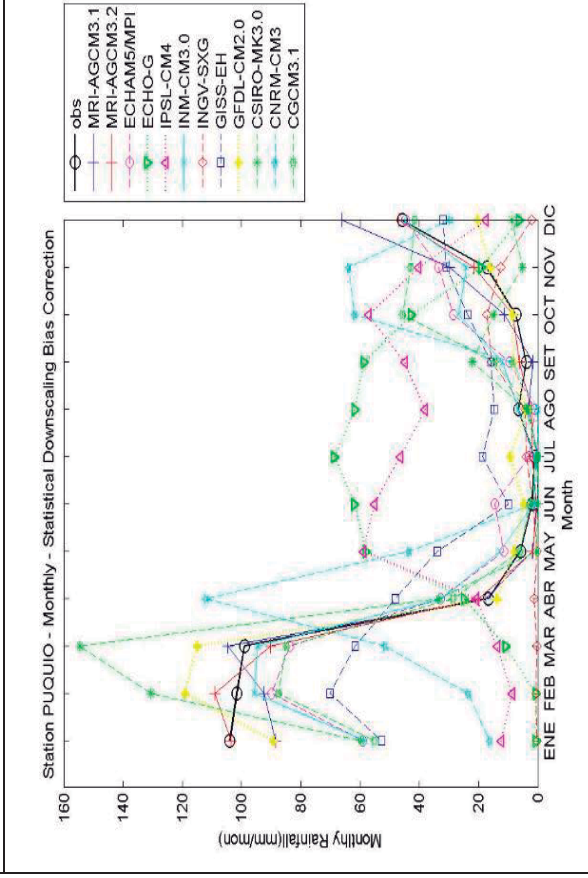 Station PUQUIO - Monthly - Statistical Downscaling Bias Correction
160
140
120
100
80
60
40
20
0
Montlhy Rainfall(mm/mon)
ENE FEB MAR ABR MAY JUN JUL AGO SET OCT NOV DIC
Month
obs
MRI-AGCM3.1
MRI-AGCM3.2
ECHAM5/MPI
ECHO-G
IPSL-CM4
INM-CM3.0
INGV-SXG
GISS-EH
GFDL-CM2.0
CSIRO-MK3.0
CNRM-CM3
CGCM3.1